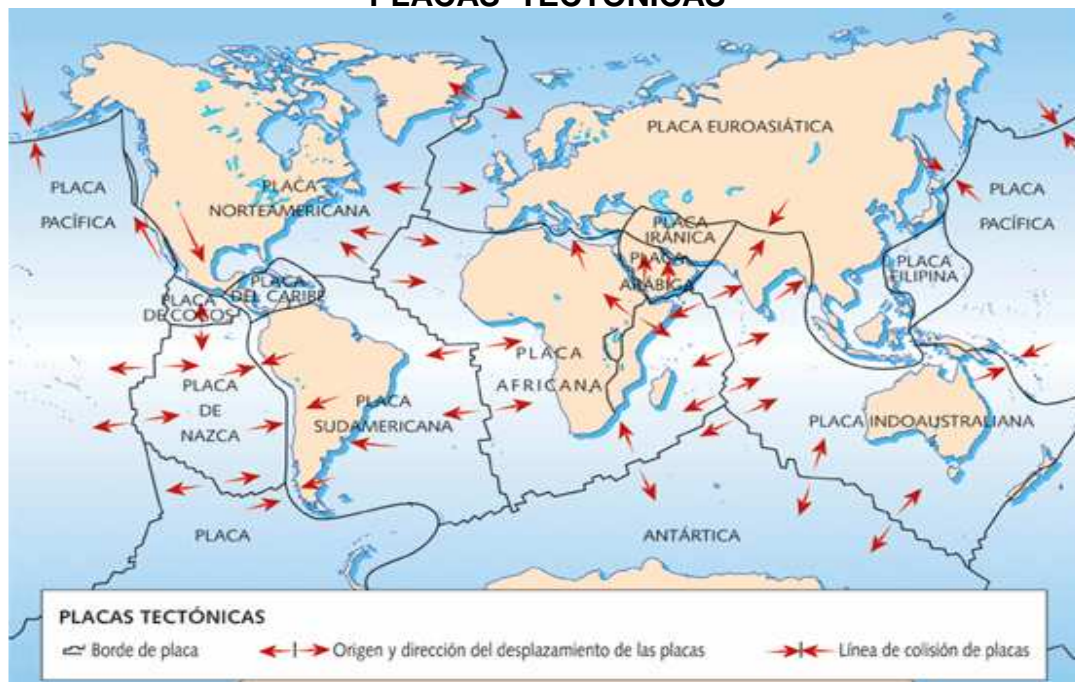 PLACAS TECTÓNICAS
PLACA EUROASIÁTICA
PLACA
PACÍFICA
PLACA
NORTEAMERICANA
PLACA
PACÍFICA
PLACA
IRÁNICA
PLACA
ARÁBIGA
PLACA
FILIPINA
PLACA
DEL CARIBE
PLACA
DE COCOS
PLACA
AFRICANA
PLACA
DE
NAZCA
PLACA
SUDAMERICANA
PLACA INDOAUSTRALIANA
PLACA
ANTÁRTICA
PLACAS TECTÓNICAS
Borde de placa
Origen y dirección del desplazamiento de las placas
Línea de colisión de placas